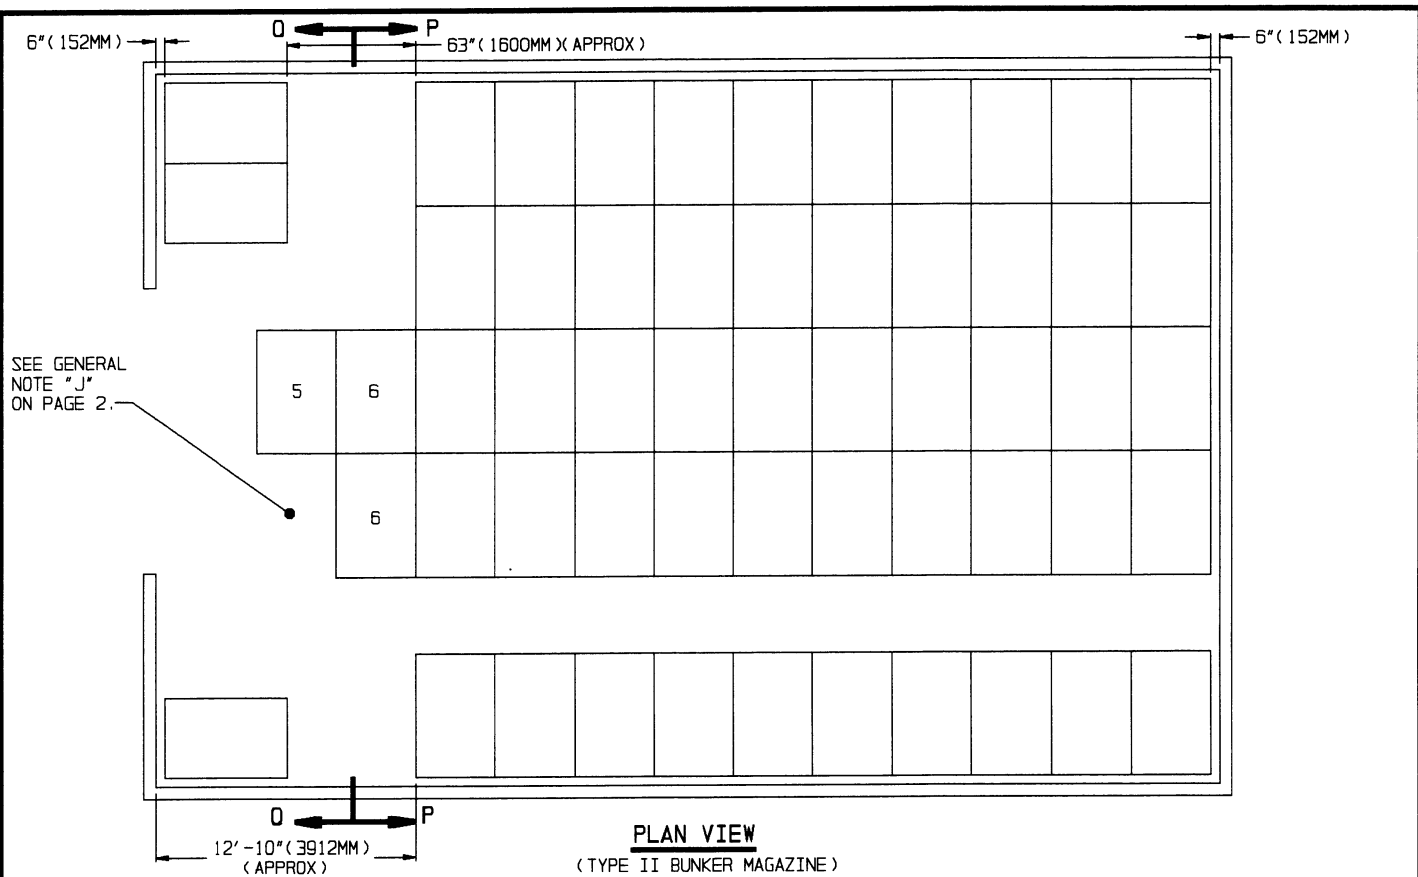 O P
6"(152MM)
63"(1600MM)(APPROX)
6"(152MM)
SEE GENERAL
NOTE "J"
ON PAGE 2.
5 6
6
O P
12'-10"(3912MM)
(APPROX)
PLAN VIEW
(TYPE II BUNKER MAGAZINE)